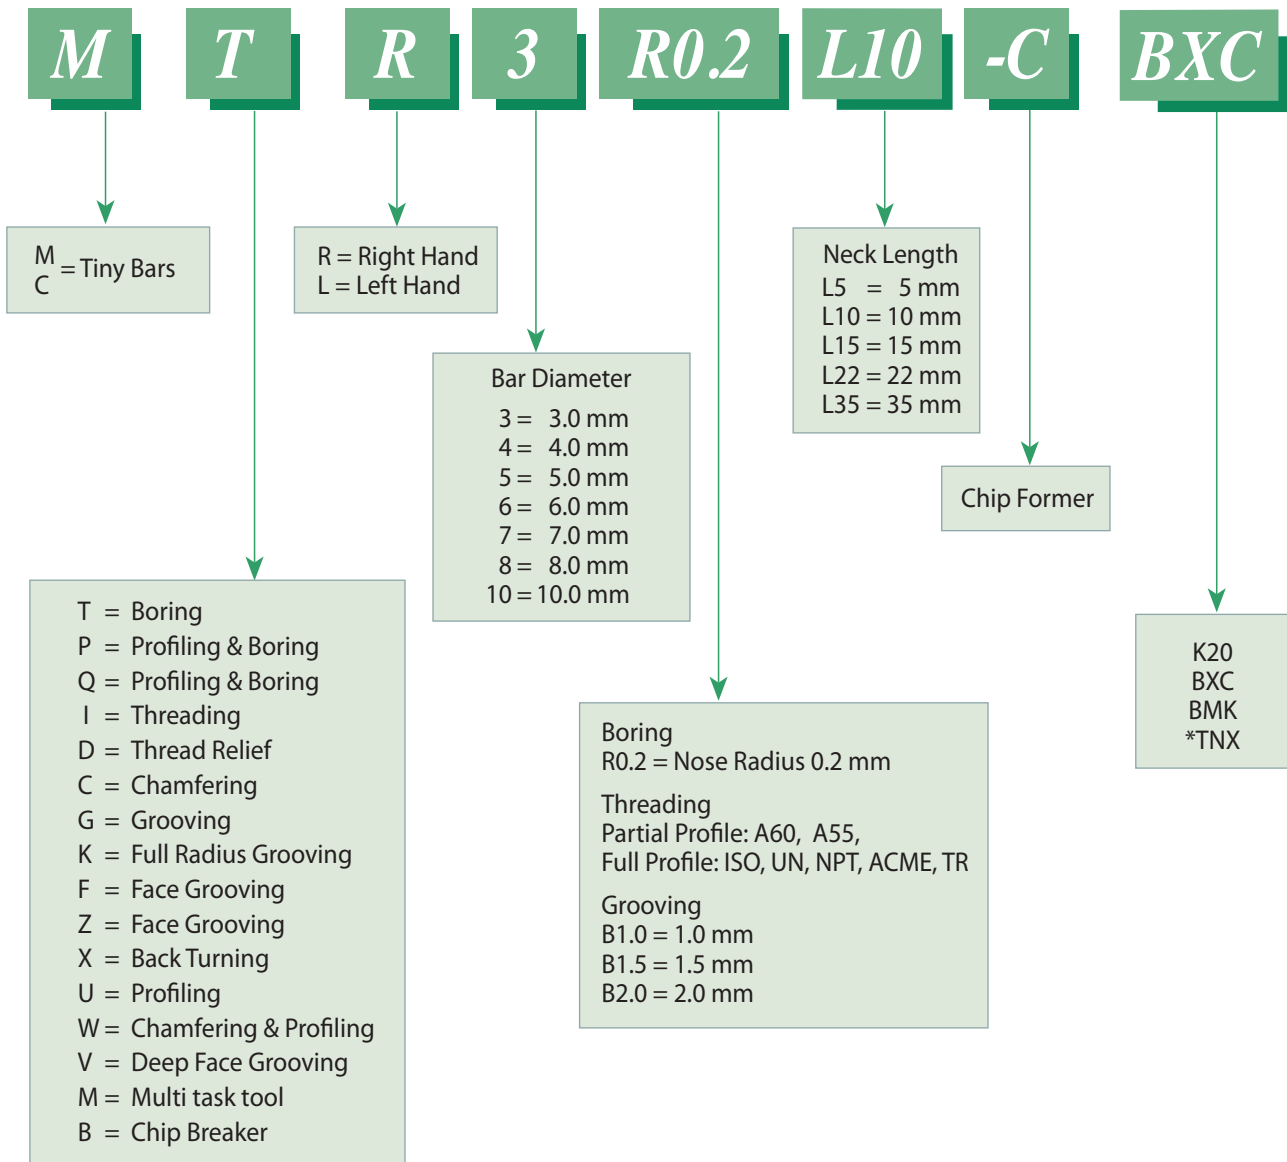 M T R 3 R0.2 L10 -C BXC
M
C = Tiny Bars
R = Right Hand
L = Left Hand
Neck Length
L5 = 5 mm
L10 = 10 mm
L15 = 15 mm
L22 = 22 mm
L35 = 35 mm
Bar Diameter
3 = 3.0 mm
4 = 4.0 mm
5 = 5.0 mm
6 = 6.0 mm
7 = 7.0 mm
8 = 8.0 mm
10 = 10.0 mm
Chip Former
T = Boring
P = Profiling & Boring
Q = Profiling & Boring
I = Threading
D = Thread Relief
C = Chamfering
G = Grooving
K = Full Radius Grooving
F = Face Grooving
Z = Face Grooving
X = Back Turning
U = Profiling
W = Chamfering & Profiling
V = Deep Face Grooving
M = Multi task tool
B = Chip Breaker
Boring
R0.2 = Nose Radius 0.2 mm
Threading
Partial Profile: A60, A55,
Full Profile: ISO, UN, NPT, ACME, TR
Grooving
B1.0 = 1.0 mm
B1.5 = 1.5 mm
B2.0 = 2.0 mm
K20
BXC
BMK
*TNX